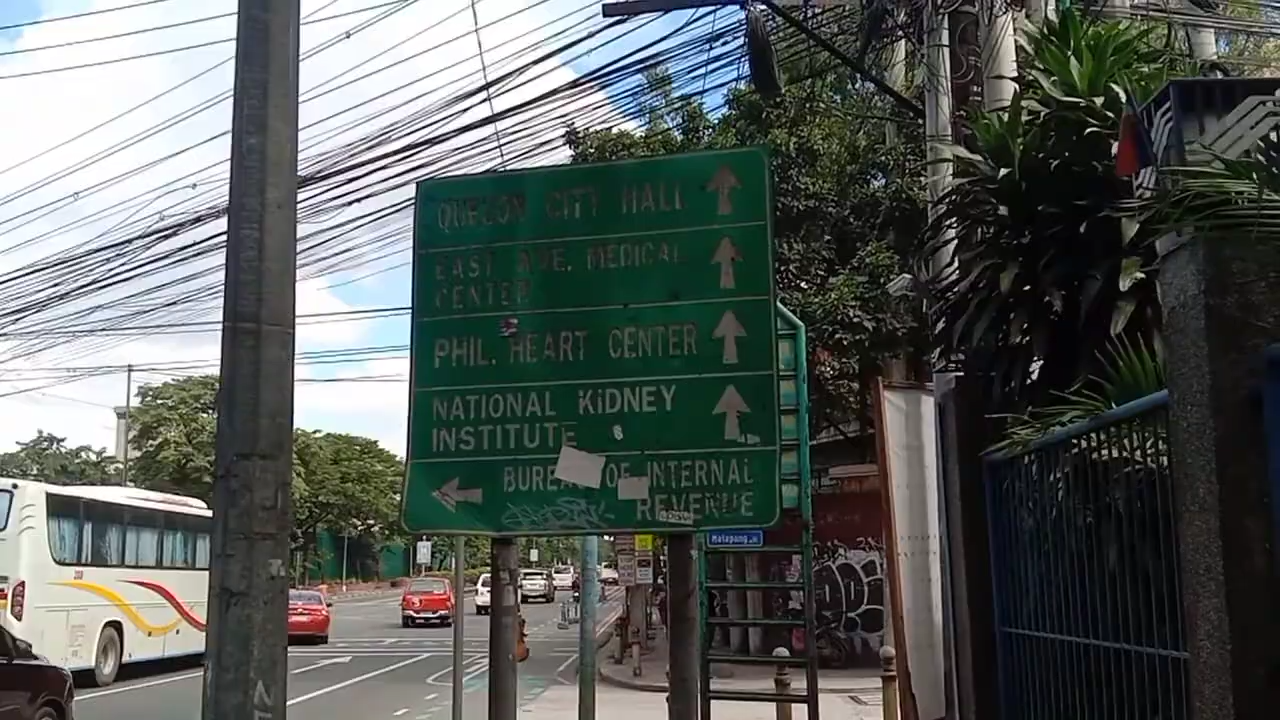 QUEZON CITY HALL
EAST AVE. MEDICAL
CENTER
PHIL. HEART CENTER
NATIONAL KiDNEY
INSTITUTE
BUREAU OF INTERNAL
REVENUE
Matapang